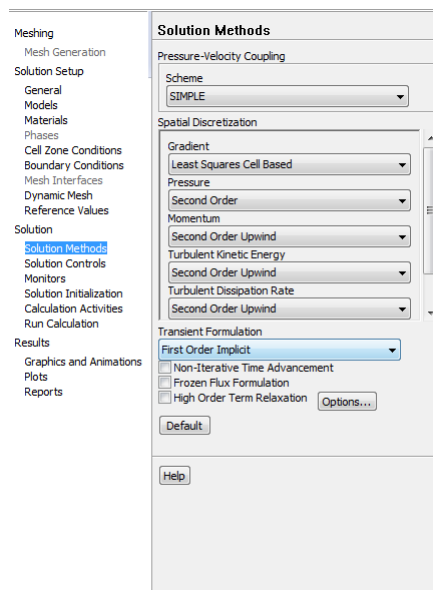 Meshing
Mesh Generation
Solution Setup
General
Models
Materials
Phases
Cell Zone Conditions
Boundary Conditions
Mesh Interfaces
Dynamic Mesh
Reference Values
Solution
Solution Methods
Solution Controls
Monitors
Solution Initialization
Calculation Activities
Run Calculation
Results
Graphics and Animations
Plots
Reports
Solution Methods
Pressure-Velocity Coupling
Scheme
SIMPLE
Spatial Discretization
Gradient
Least Squares Cell Based
Pressure
Second Order
Momentum
Second Order Upwind
Turbulent Kinetic Energy
Second Order Upwind
Turbulent Dissipation Rate
Second Order Upwind
Transient Formulation
First Order Implicit
Non-Iterative Time Advancement
Frozen Flux Formulation
High Order Term Relaxation Options...
Default
Help